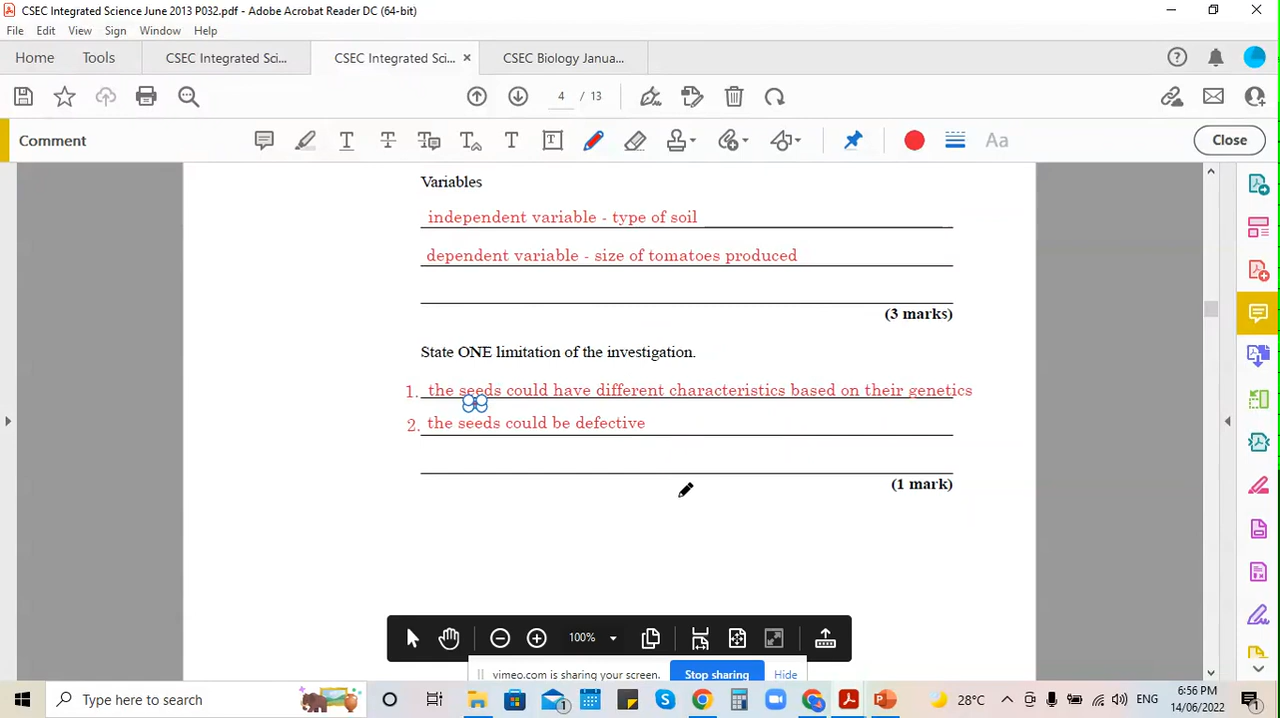 CSEC Integrated Science June 2013 P032.pdf - Adobe Acrobat Reader DC (64-bit)
File Edit View Sign Window Help
Home Tools CSEC Integrated Sci... CSEC Integrated Sci... × CSEC Biology Janua...
4 / 13
Comment Close
Variables
independent variable - type of soil
dependent variable - size of tomatoes produced
(3 marks)
State ONE limitation of the investigation.
1. the seeds could have different characteristics based on their genetics
2. the seeds could be defective
(1 mark)
100%
vimeo.com is sharing your screen. Stop sharing Hide
Type here to search
28°C ENG 6:56 PM
14/06/2022